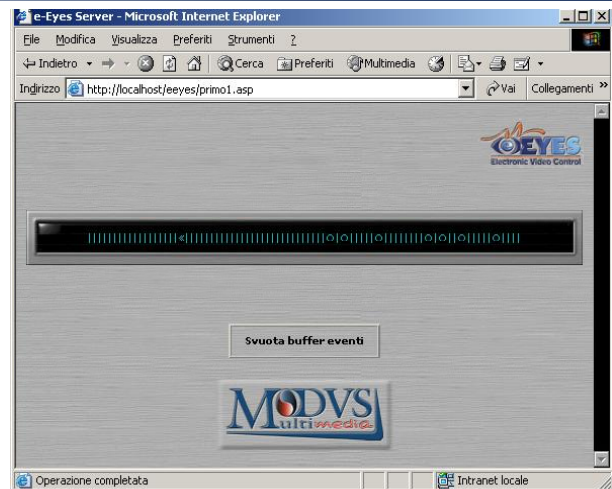 e-Eyes Server - Microsoft Internet Explorer
File Modifica Visualizza Preferiti Strumenti ?
Indietro Cerca Preferiti Multimedia
Indirizzo http://localhost/eeyes/primo1.asp Vai Collegamenti »
EYES
Electronic Video Control
Svuota buffer eventi
MODVS
Multimedia
Operazione completata Intranet locale